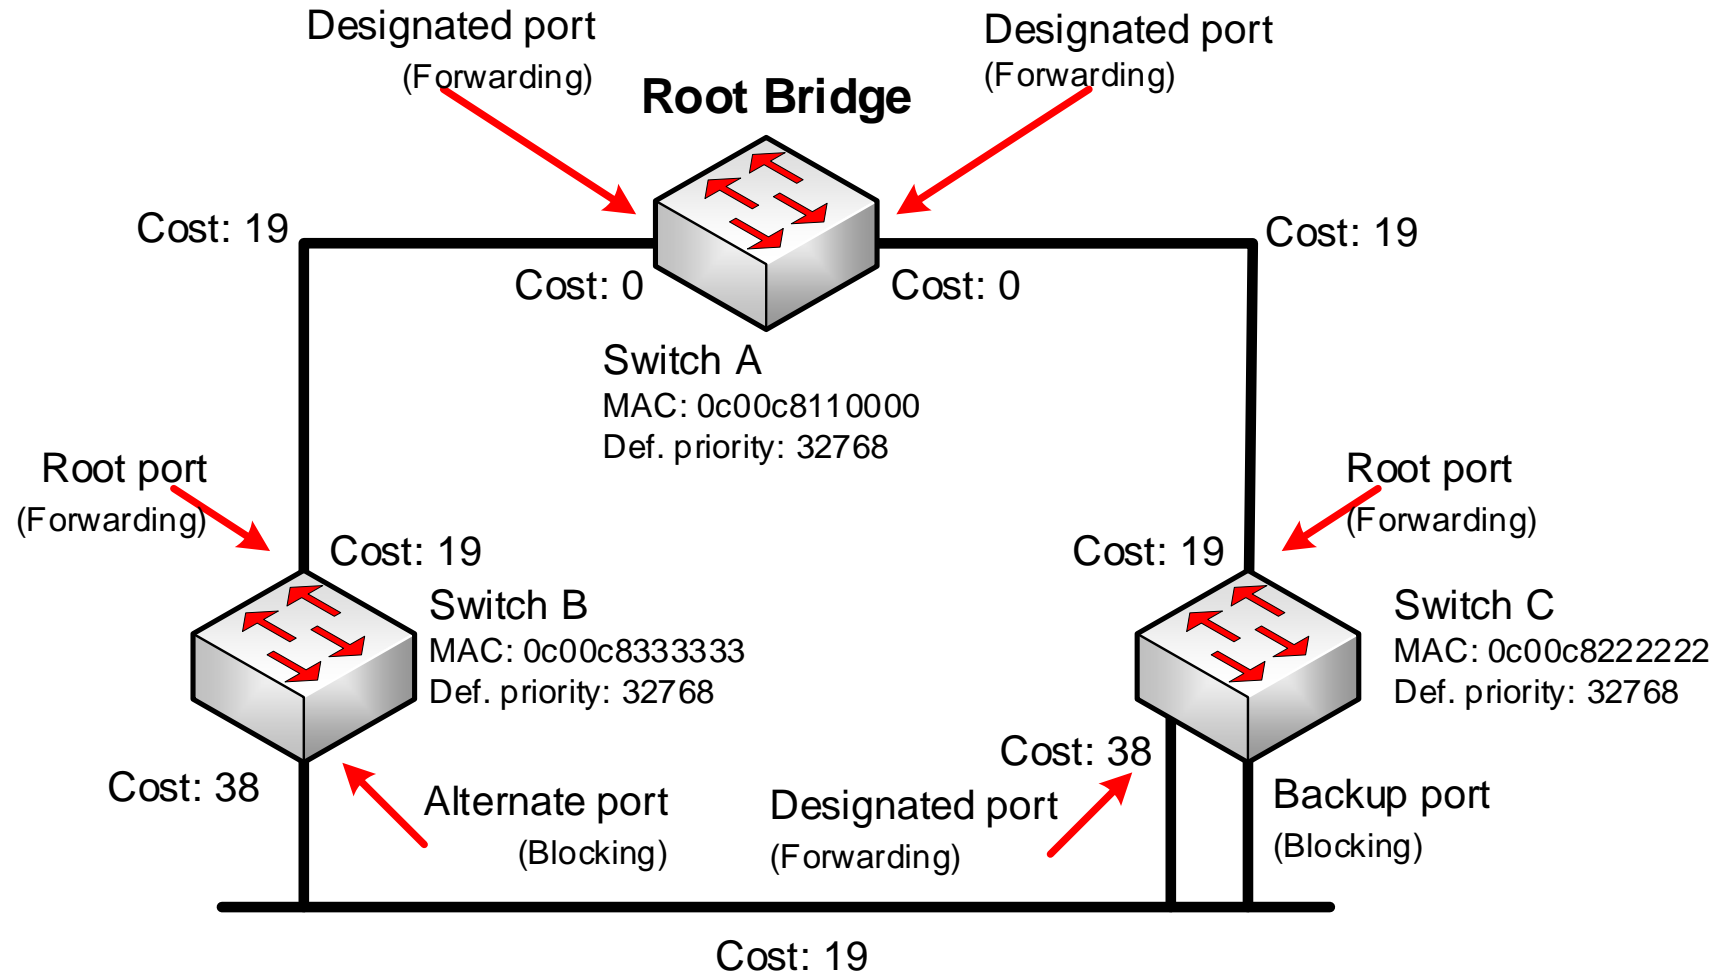 Designated port
(Forwarding)
Designated port
(Forwarding)
Root Bridge
Cost: 19
Cost: 19
Cost: 0
Cost: 0
Switch A
MAC: 0c00c8110000
Def. priority: 32768
Root port
(Forwarding)
Root port
(Forwarding)
Cost: 19
Cost: 19
Switch B
MAC: 0c00c8333333
Def. priority: 32768
Switch C
MAC: 0c00c8222222
Def. priority: 32768
Cost: 38
Alternate port
(Blocking)
Cost: 38
Designated port
(Forwarding)
Backup port
(Blocking)
Cost: 19